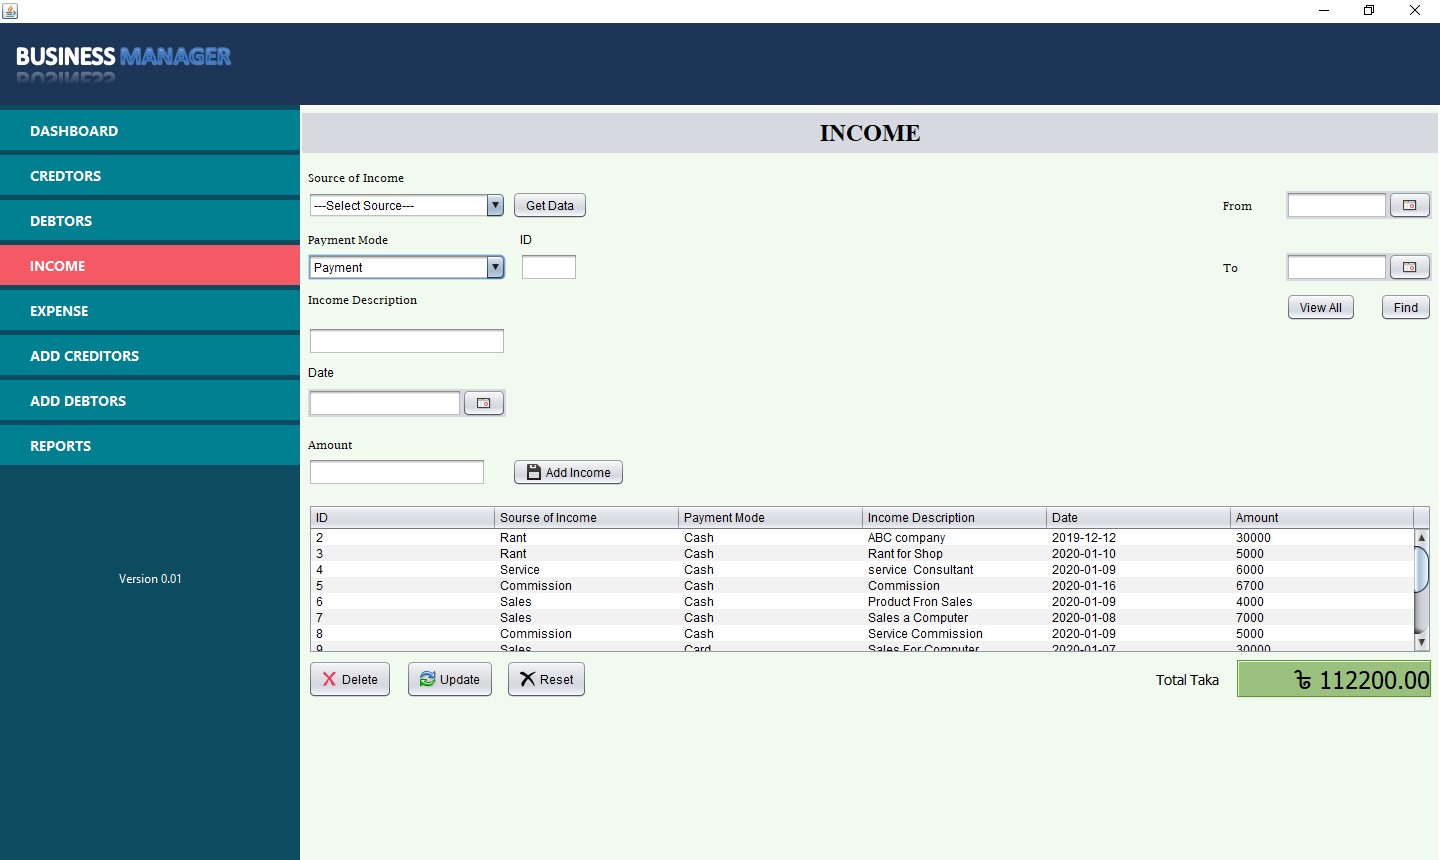 BUSINESS MANAGER
DASHBOARD
CREDTORS
DEBTORS
INCOME
EXPENSE
ADD CREDITORS
ADD DEBTORS
REPORTS
Version 0.01
INCOME
Source of Income
---Select Source--- Get Data
From
Payment Mode ID
Payment
To
View All Find
Income Description
Date
Amount
Add Income
ID Sourse of Income Payment Mode Income Description Date Amount
2 Rant Cash ABC company 2019-12-12 30000
3 Rant Cash Rant for Shop 2020-01-10 5000
4 Service Cash service Consultant 2020-01-09 6000
5 Commission Cash Commission 2020-01-16 6700
6 Sales Cash Product Fron Sales 2020-01-09 4000
7 Sales Cash Sales a Computer 2020-01-08 7000
8 Commission Cash Service Commission 2020-01-09 5000
9 Sales Card Sales For Computer 2020-01-07 30000
Delete Update Reset
Total Taka ৳ 112200.00